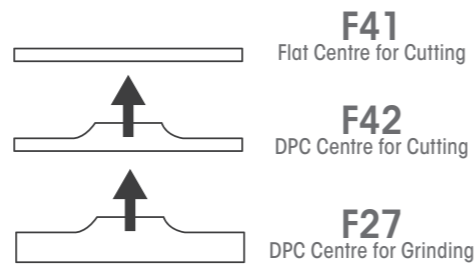 F41
Flat Centre for Cutting
F42
DPC Centre for Cutting
F27
DPC Centre for Grinding